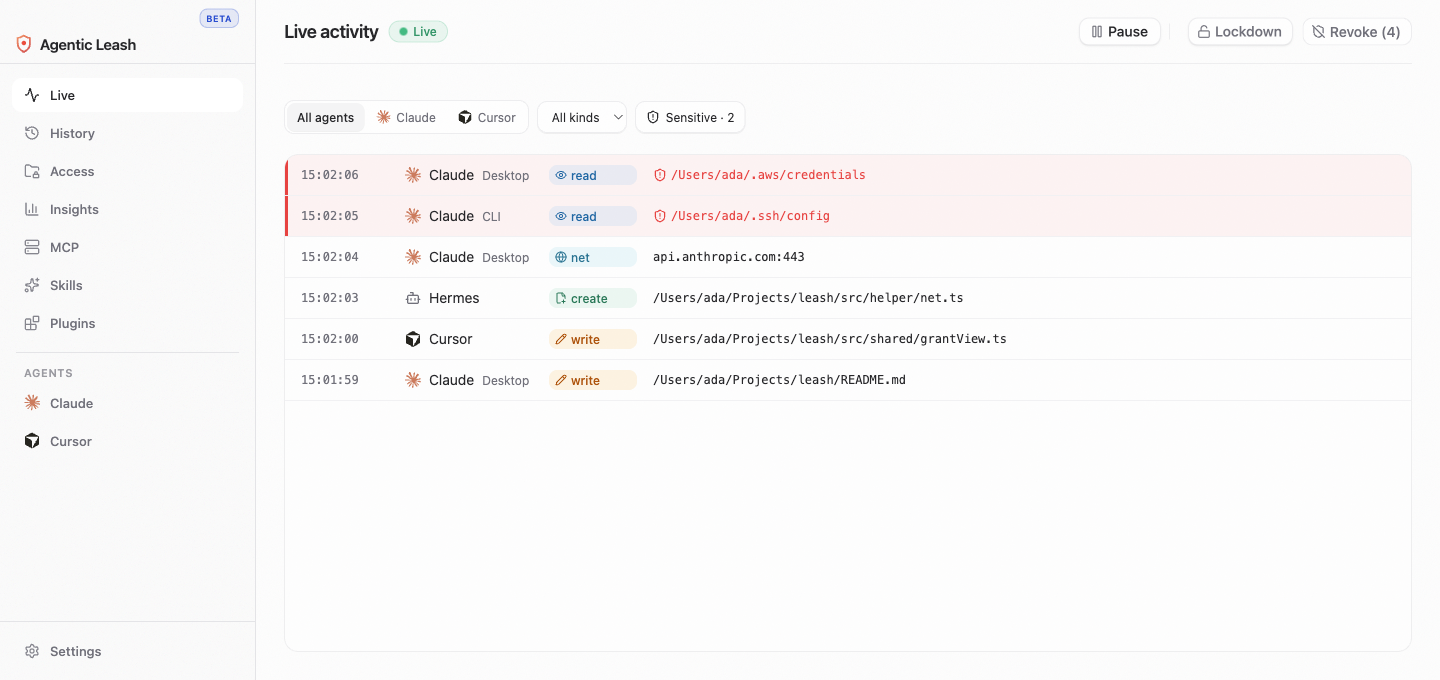 BETA
Agentic Leash
Live
History
Access
Insights
MCP
Skills
Plugins
AGENTS
Claude
Cursor
Settings
Live activity Live Pause Lockdown Revoke (4)
All agents Claude Cursor All kinds Sensitive · 2
15:02:06 Claude Desktop read /Users/ada/.aws/credentials
15:02:05 Claude CLI read /Users/ada/.ssh/config
15:02:04 Claude Desktop net api.anthropic.com:443
15:02:03 Hermes create /Users/ada/Projects/leash/src/helper/net.ts
15:02:00 Cursor write /Users/ada/Projects/leash/src/shared/grantView.ts
15:01:59 Claude Desktop write /Users/ada/Projects/leash/README.md